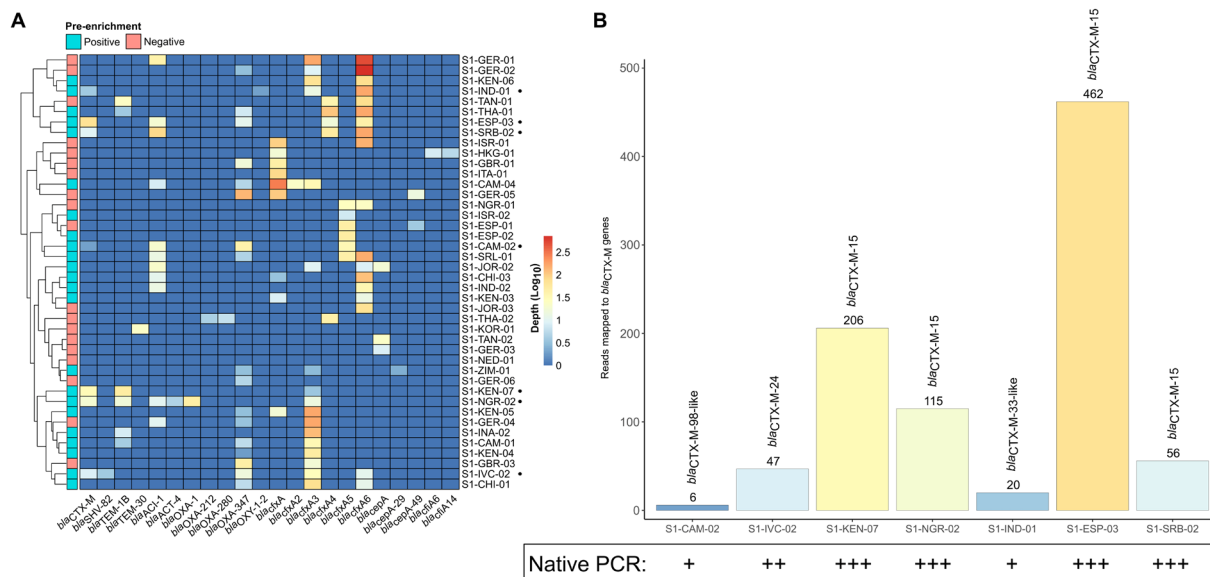 A
Pre-enrichment
Positive Negative
S1-GER-01
S1-GER-02
S1-KEN-06
S1-IND-01 •
S1-TAN-01
S1-THA-01
S1-ESP-03 •
S1-SRB-02 •
S1-ISR-01
S1-HKG-01
S1-GBR-01
S1-ITA-01
S1-CAM-04
S1-GER-05
S1-NGR-01
S1-ISR-02
S1-ESP-01
S1-ESP-02
S1-CAM-02 •
S1-SRL-01
S1-JOR-02
S1-CHI-03
S1-IND-02
S1-KEN-03
S1-JOR-03
S1-THA-02
S1-KOR-01
S1-TAN-02
S1-GER-03
S1-NED-01
S1-ZIM-01
S1-GER-06
S1-KEN-07 •
S1-NGR-02 •
S1-KEN-05
S1-GER-04
S1-INA-02
S1-CAM-01
S1-KEN-04
S1-GBR-03
S1-IVC-02 •
S1-CHI-01
blaCTX-M
blaSHV-82
blaTEM-1B
blaTEM-30
blaACI-1
blaACT-4
blaOXA-1
blaOXA-212
blaOXA-280
blaOXA-347
blaOXY-1-2
blacfxA
blacfxA2
blacfxA3
blacfxA4
blacfxA5
blacfxA6
blacepA
blacepA-29
blacepA-49
blacfiA6
blacfiA14
Depth (Log10)
2.5
2
1.5
1
0.5
0
B
Reads mapped to blaCTX-M genes
500
400
300
200
100
0
blaCTX-M-98-like
6
blaCTX-M-24
47
blaCTX-M-15
206
blaCTX-M-15
115
blaCTX-M-33-like
20
blaCTX-M-15
462
blaCTX-M-15
56
S1-CAM-02 S1-IVC-02 S1-KEN-07 S1-NGR-02 S1-IND-01 S1-ESP-03 S1-SRB-02
Native PCR: + ++ +++ +++ + +++ +++